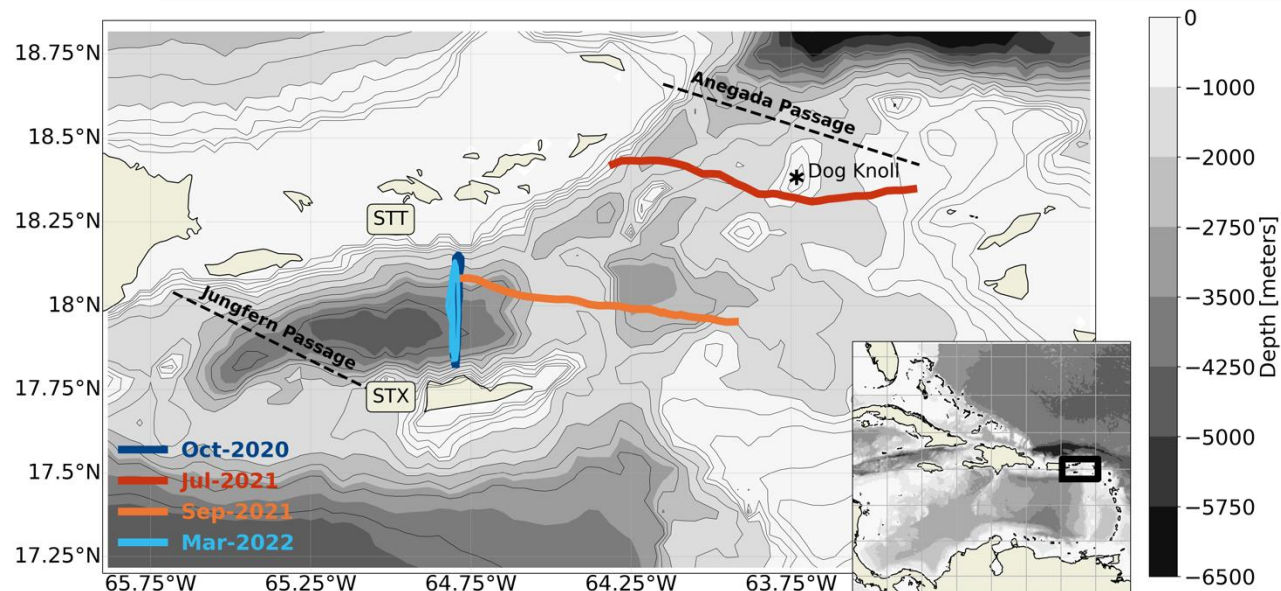 18.75°N
18.5°N
18.25°N
18°N
17.75°N
17.5°N
17.25°N
65.75°W
65.25°W
64.75°W
64.25°W
63.75°W
Anegada Passage
Dog Knoll
STT
Jungfern Passage
STX
Oct-2020
Jul-2021
Sep-2021
Mar-2022
0
−1000
−2000
−2750
−3500
−4250
−5000
−5750
−6500
Depth [meters]